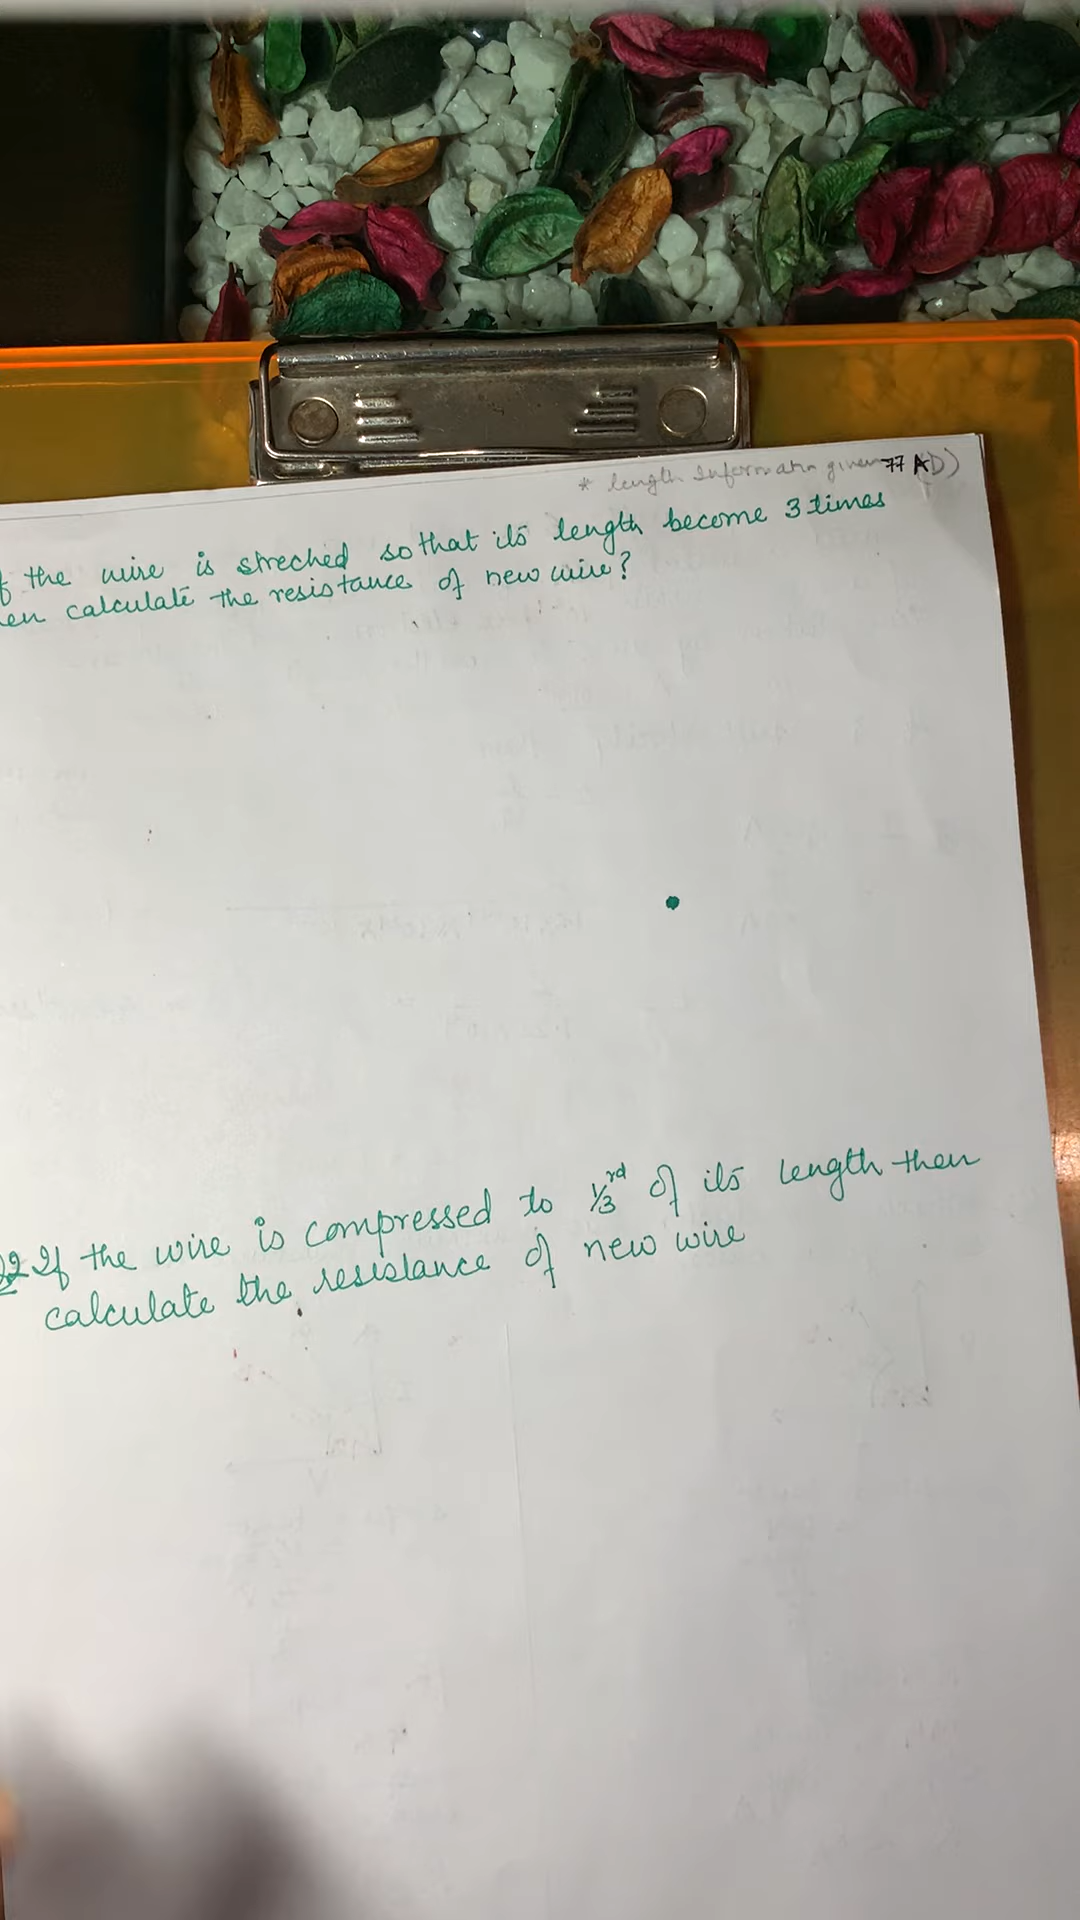 * length Information given 77 A (D)
the wire is streched so that its length become 3 times
calculate the resistance of new wire?
Q2 If the wire is compressed to 1/3rd of its length then
calculate the resistance of new wire